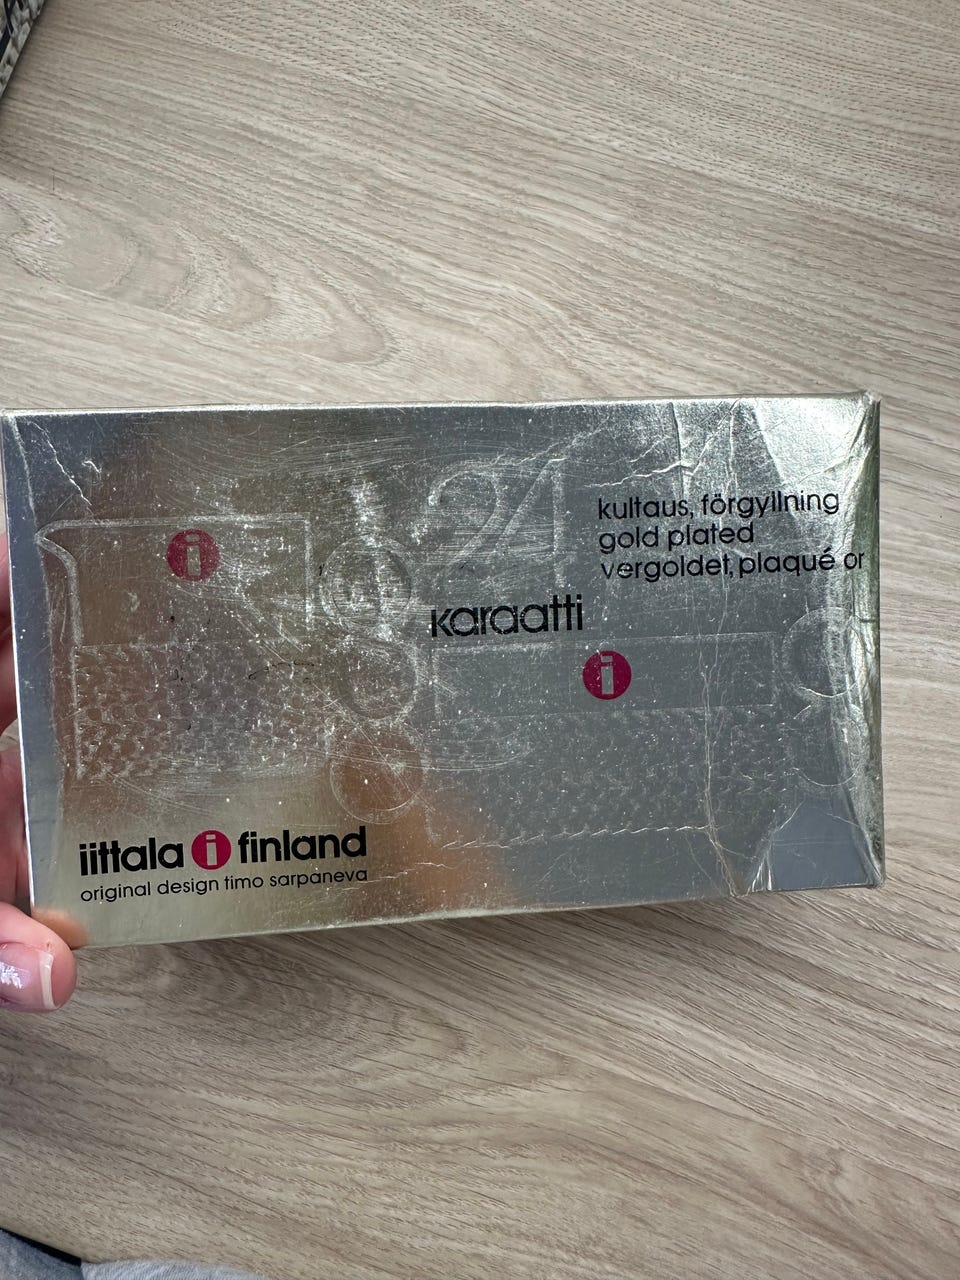 i
24
kultaus, förgyllning
gold plated
vergoldet, plaqué or
karaatti
i
iittala i finland
original design timo sarpaneva